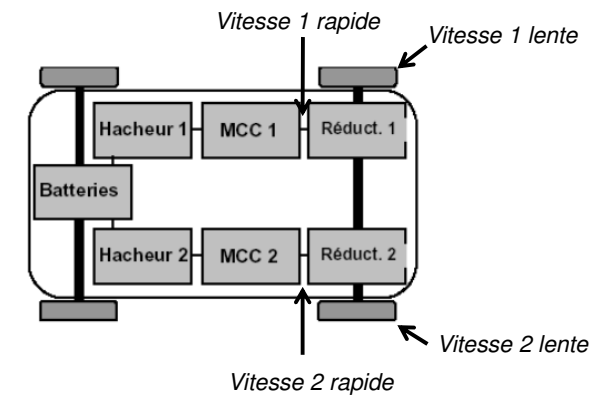 Vitesse 1 rapide
Vitesse 1 lente
Hacheur 1
MCC 1
Réduct. 1
Batteries
Hacheur 2
MCC 2
Réduct. 2
Vitesse 2 lente
Vitesse 2 rapide